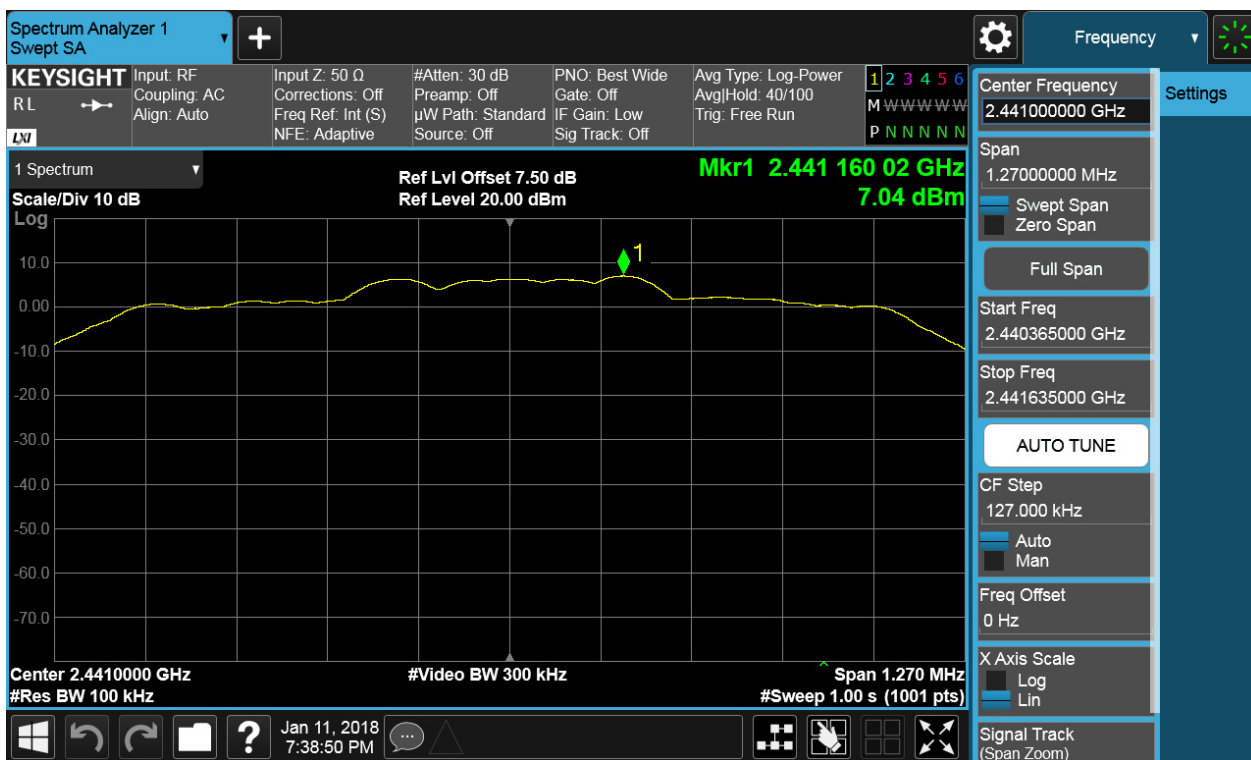 Spectrum Analyzer 1
Swept SA
+
Frequency
KEYSIGHT
R L
LXI
Input: RF
Coupling: AC
Align: Auto
Input Z: 50 Ω
Corrections: Off
Freq Ref: Int (S)
NFE: Adaptive
#Atten: 30 dB
Preamp: Off
µW Path: Standard
Source: Off
PNO: Best Wide
Gate: Off
IF Gain: Low
Sig Track: Off
Avg Type: Log-Power
Avg|Hold: 40/100
Trig: Free Run
1 2 3 4 5 6
M W W W W W
P N N N N N
1 Spectrum
Scale/Div 10 dB
Log
Ref Lvl Offset 7.50 dB
Ref Level 20.00 dBm
Mkr1 2.441 160 02 GHz
7.04 dBm
1
10.0
0.00
-10.0
-20.0
-30.0
-40.0
-50.0
-60.0
-70.0
Center 2.4410000 GHz
#Res BW 100 kHz
#Video BW 300 kHz
Span 1.270 MHz
#Sweep 1.00 s (1001 pts)
Center Frequency
2.441000000 GHz
Span
1.27000000 MHz
Swept Span
Zero Span
Full Span
Start Freq
2.440365000 GHz
Stop Freq
2.441635000 GHz
AUTO TUNE
CF Step
127.000 kHz
Auto
Man
Freq Offset
0 Hz
X Axis Scale
Log
Lin
Signal Track
(Span Zoom)
Settings
?
Jan 11, 2018
7:38:50 PM